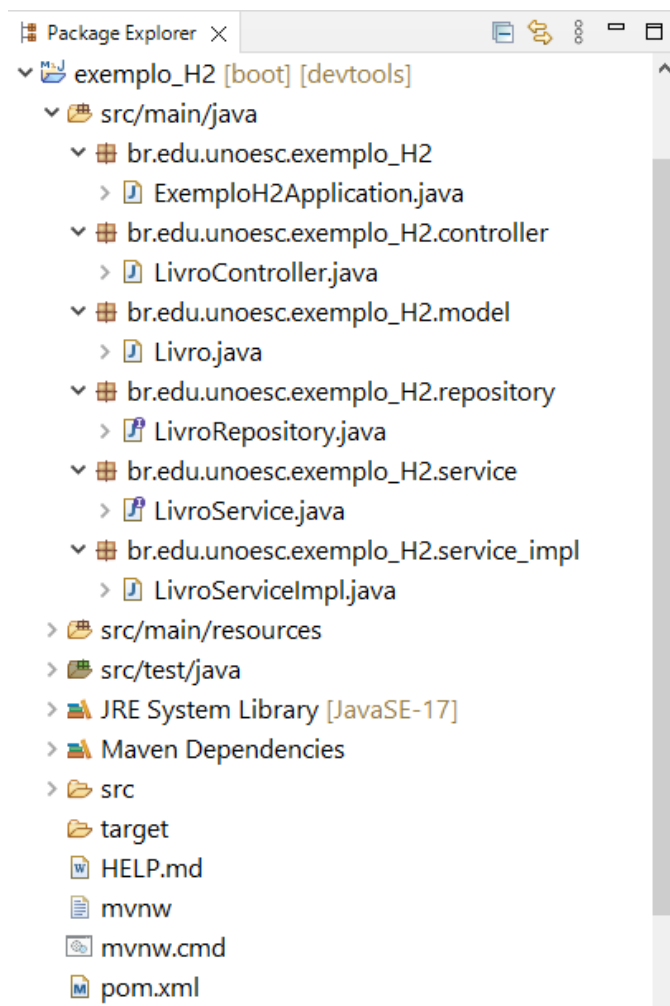 Package Explorer
exemplo_H2 [boot] [devtools]
src/main/java
br.edu.unoesc.exemplo_H2
ExemploH2Application.java
br.edu.unoesc.exemplo_H2.controller
LivroController.java
br.edu.unoesc.exemplo_H2.model
Livro.java
br.edu.unoesc.exemplo_H2.repository
LivroRepository.java
br.edu.unoesc.exemplo_H2.service
LivroService.java
br.edu.unoesc.exemplo_H2.service_impl
LivroServiceImpl.java
src/main/resources
src/test/java
JRE System Library [JavaSE-17]
Maven Dependencies
src
target
HELP.md
mvnw
mvnw.cmd
pom.xml